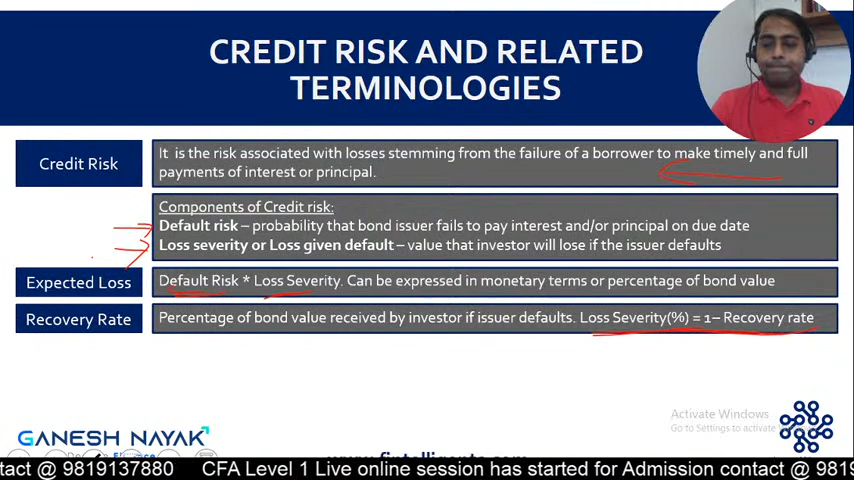 CREDIT RISK AND RELATED
TERMINOLOGIES
Credit Risk
It is the risk associated with losses stemming from the failure of a borrower to make timely and full
payments of interest or principal.
Components of Credit risk:
Default risk – probability that bond issuer fails to pay interest and/or principal on due date
Loss severity or Loss given default – value that investor will lose if the issuer defaults
Expected Loss
Default Risk * Loss Severity. Can be expressed in monetary terms or percentage of bond value
Recovery Rate
Percentage of bond value received by investor if issuer defaults. Loss Severity(%) = 1– Recovery rate
Activate Windows
Go to Settings to activate Windows
GANESH NAYAK
tact @ 9819137880 CFA Level 1 Live online session has started for Admission contact @ 9819